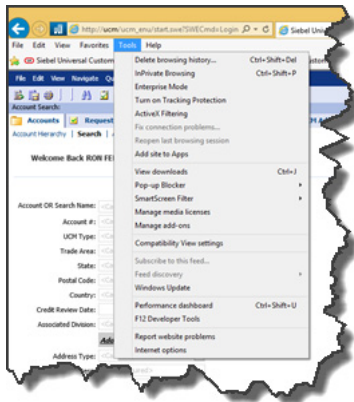 http://ucm/ucm_enu/start.swe?SWECmd=Login
Siebel Univ
File Edit View Favorites Tools Help
Siebel Universal Custom
File Edit View Navigate Qu
Account Search:
Accounts Request
Account Hierarchy | Search |
Welcome Back RON FE
Account OR Search Name:
Account #:
UCM Type:
Trade Area:
State:
Postal Code:
Country:
Credit Review Date:
Associated Division:
Address Type:
Delete browsing history... Ctrl+Shift+Del
InPrivate Browsing Ctrl+Shift+P
Enterprise Mode
Turn on Tracking Protection
ActiveX Filtering
Fix connection problems...
Reopen last browsing session
Add site to Apps
View downloads Ctrl+J
Pop-up Blocker
SmartScreen Filter
Manage media licenses
Manage add-ons
Compatibility View settings
Subscribe to this feed...
Feed discovery
Windows Update
Performance dashboard Ctrl+Shift+U
F12 Developer Tools
Report website problems
Internet options